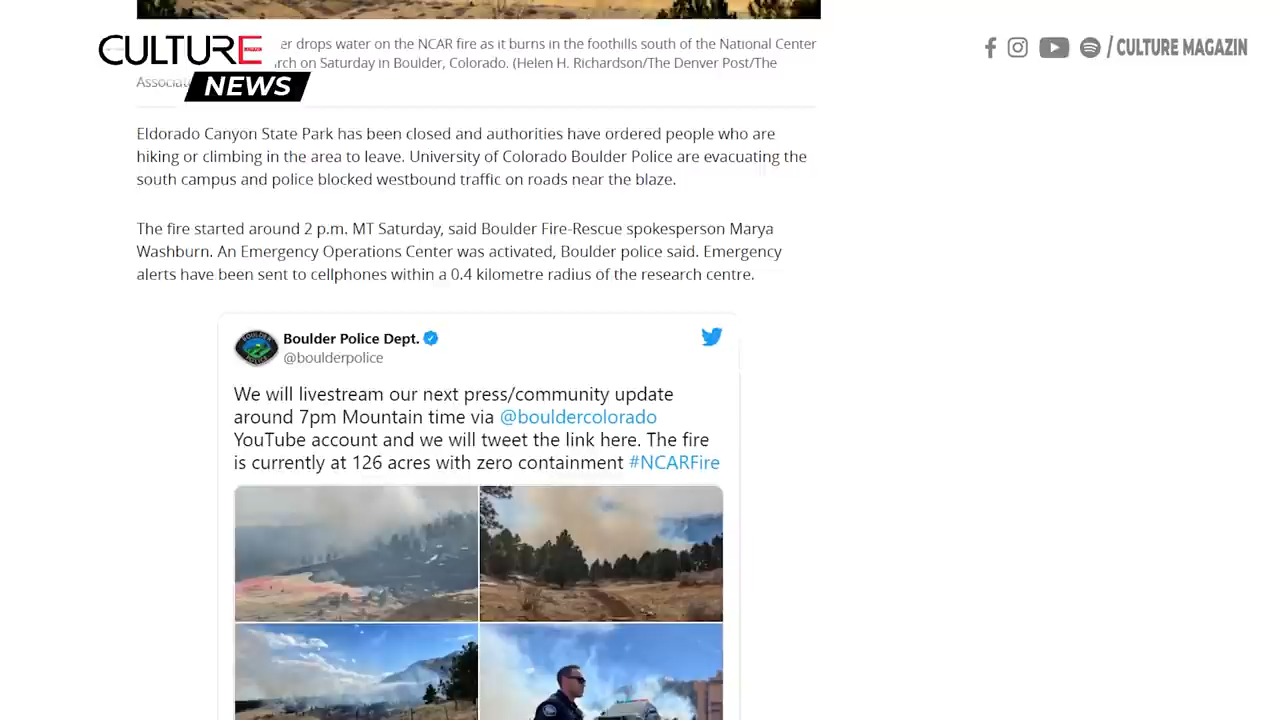 CULTURE
NEWS
/ CULTURE MAGAZIN
er drops water on the NCAR fire as it burns in the foothills south of the National Center
rch on Saturday in Boulder, Colorado. (Helen H. Richardson/The Denver Post/The
Associate
Eldorado Canyon State Park has been closed and authorities have ordered people who are
hiking or climbing in the area to leave. University of Colorado Boulder Police are evacuating the
south campus and police blocked westbound traffic on roads near the blaze.
The fire started around 2 p.m. MT Saturday, said Boulder Fire-Rescue spokesperson Marya
Washburn. An Emergency Operations Center was activated, Boulder police said. Emergency
alerts have been sent to cellphones within a 0.4 kilometre radius of the research centre.
Boulder Police Dept.
@boulderpolice
We will livestream our next press/community update
around 7pm Mountain time via @bouldercolorado
YouTube account and we will tweet the link here. The fire
is currently at 126 acres with zero containment #NCARFire